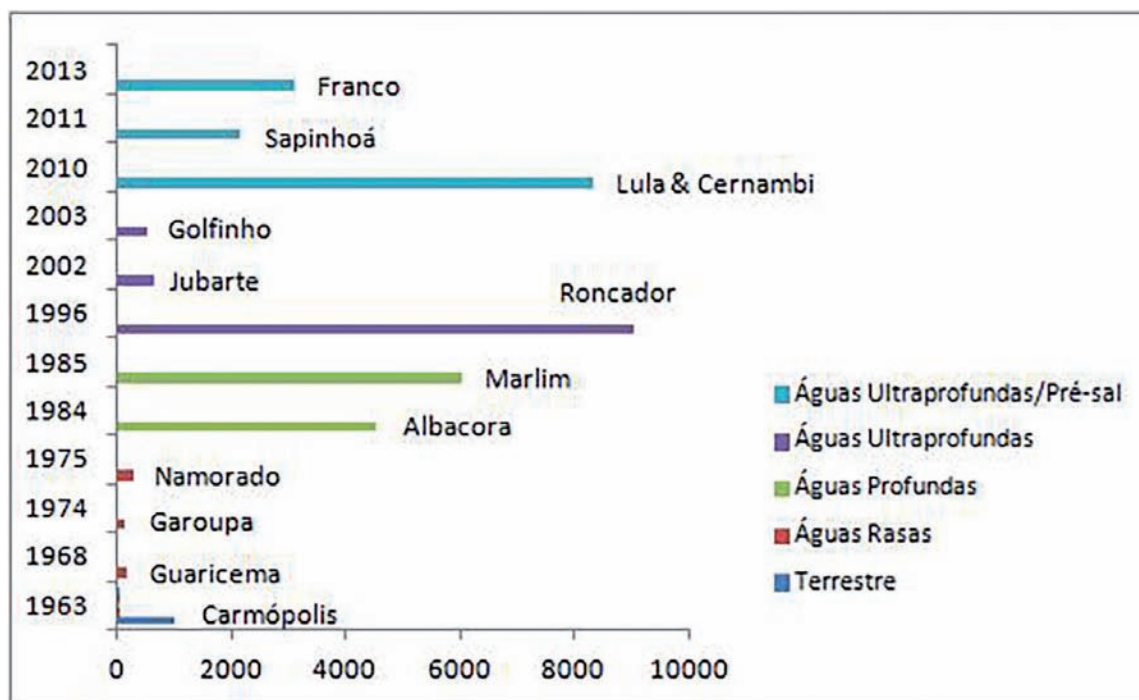 2013
Franco
2011
Sapinhoá
2010
Lula & Cernambi
2003
Golfinho
2002
Jubarte
Roncador
1996
1985
Marlim
1984
Albacora
1975
Namorado
1974
Garoupa
1968
Guaricema
1963
Carmópolis
0 2000 4000 6000 8000 10000
Águas Ultraprofundas/Pré-sal
Águas Ultraprofundas
Águas Profundas
Águas Rasas
Terrestre